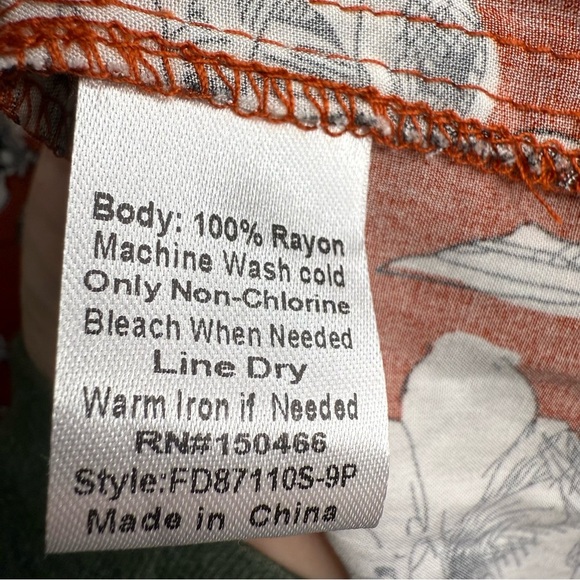 Body: 100% Rayon
Machine Wash cold
Only Non-Chlorine
Bleach When Needed
Line Dry
Warm Iron if Needed
RN#150466
Style:FD87110S-9P
Made in China